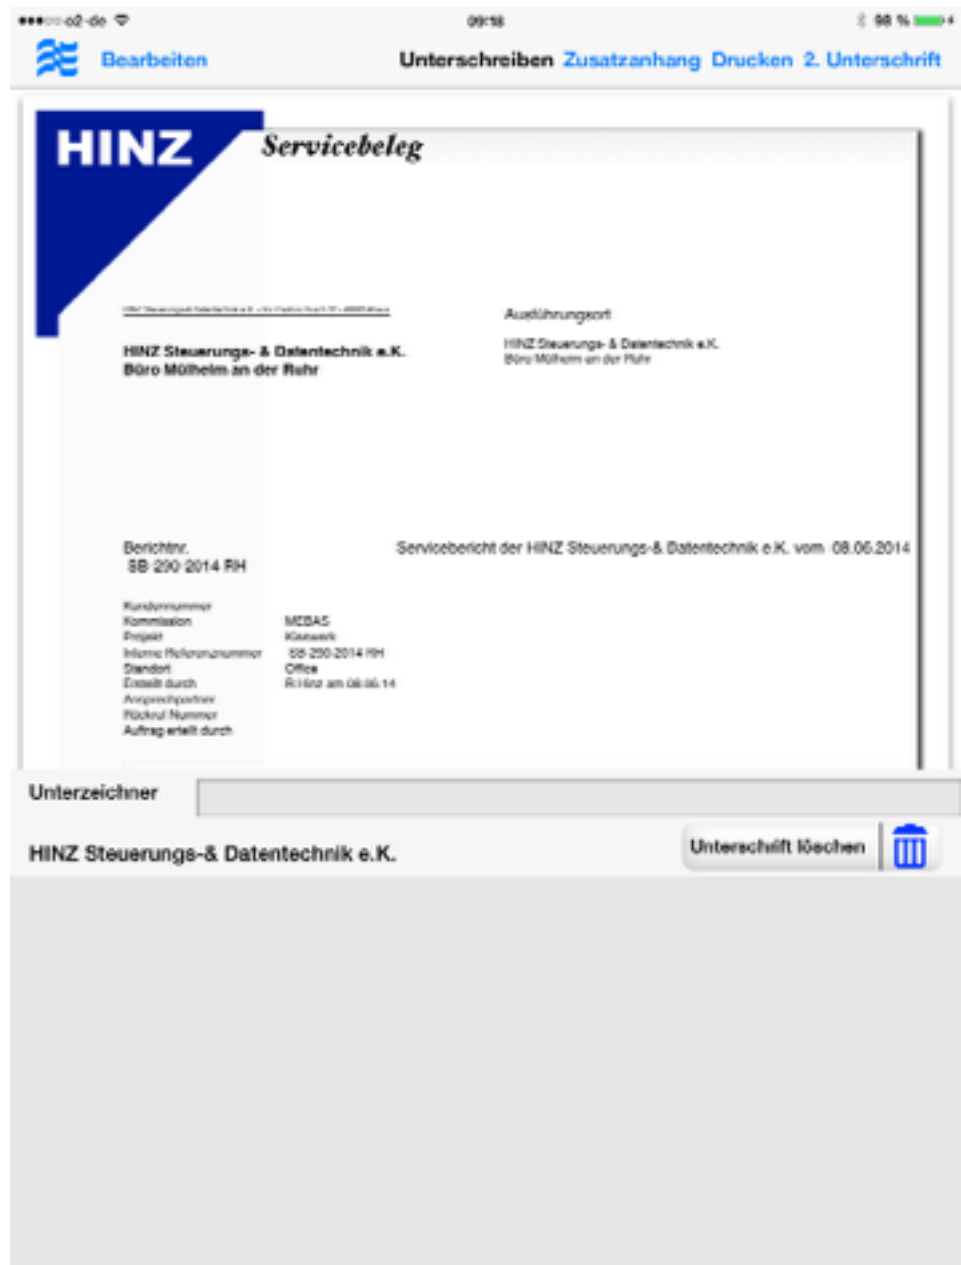 o2-de 09:18 98 %
Bearbeiten Unterschreiben Zusatzanhang Drucken 2. Unterschrift
HINZ Servicebeleg
Ausführungsort
HINZ Steuerungs- & Datentechnik e.K.
Büro Mülheim an der Ruhr
HINZ Steuerungs- & Datentechnik e.K.
Büro Mülheim an der Ruhr
Berichtnr. Servicebericht der HINZ Steuerungs-& Datentechnik e.K. vom 08.06.2014
SB-290-2014 RH
Kundennummer
Kommission MEBAS
Projekt
Interne Referenznummer SB-290-2014 RH
Standort Office
Erstellt durch R.Hinz am 08.06.14
Ansprechpartner
Rückruf Nummer
Auftrag erteilt durch
Unterzeichner
HINZ Steuerungs-& Datentechnik e.K. Unterschrift löschen